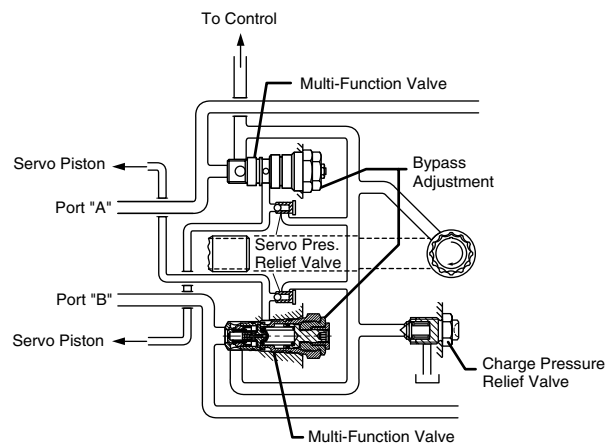 To Control
Multi-Function Valve
Servo Piston
Bypass
Adjustment
Port "A"
Servo Pres.
Relief Valve
Port "B"
Servo Piston
Charge Pressure
Relief Valve
Multi-Function Valve